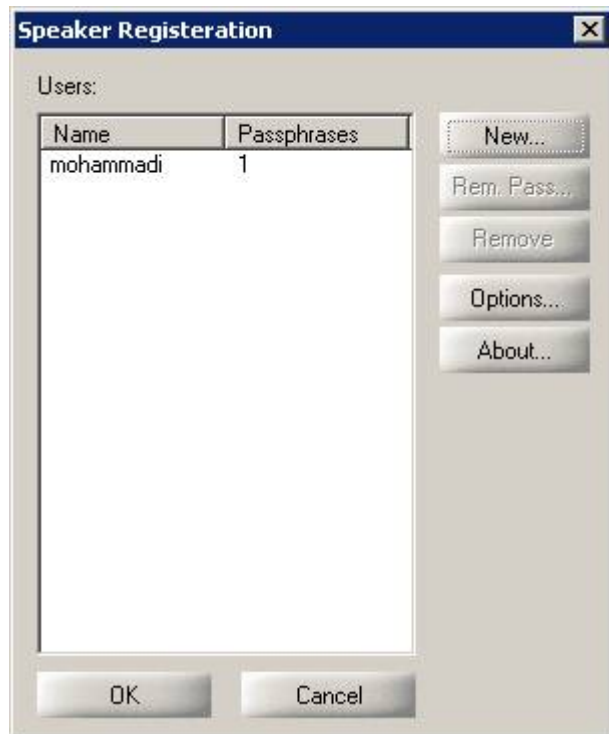 Speaker Registeration
Users:
Name Passphrases
mohammadi 1
New...
Rem. Pass...
Remove
Options...
About...
OK Cancel